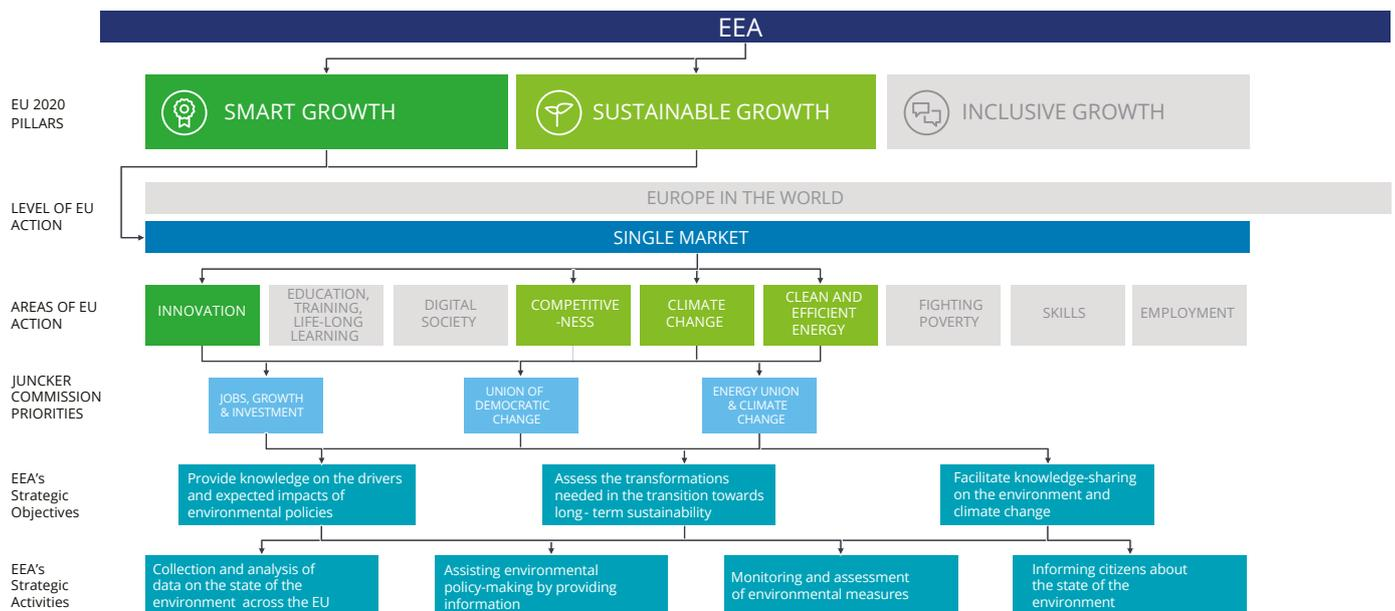 EEA
EU 2020
PILLARS
SMART GROWTH
SUSTAINABLE GROWTH
INCLUSIVE GROWTH
LEVEL OF EU
ACTION
EUROPE IN THE WORLD
SINGLE MARKET
AREAS OF EU
ACTION
INNOVATION
EDUCATION,
TRAINING,
LIFE-LONG
LEARNING
DIGITAL
SOCIETY
COMPETITIVE
-NESS
CLIMATE
CHANGE
CLEAN AND
EFFICIENT
ENERGY
FIGHTING
POVERTY
SKILLS
EMPLOYMENT
JUNCKER
COMMISSION
PRIORITIES
JOBS, GROWTH
& INVESTMENT
UNION OF
DEMOCRATIC
CHANGE
ENERGY UNION
& CLIMATE
CHANGE
EEA's
Strategic
Objectives
Provide knowledge on the drivers
and expected impacts of
environmental policies
Assess the transformations
needed in the transition towards
long- term sustainability
Facilitate knowledge-sharing
on the environment and
climate change
EEA's
Strategic
Activities
Collection and analysis of
data on the state of the
environment across the EU
Assisting environmental
policy-making by providing
information
Monitoring and assessment
of environmental measures
Informing citizens about
the state of the
environment